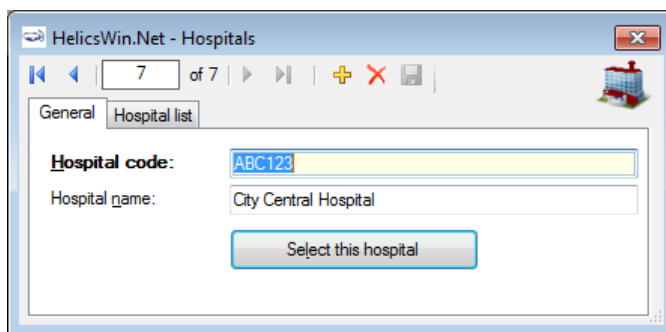 HelicsWin.Net - Hospitals
7 of 7
General Hospital list
Hospital code: ABC123
Hospital name: City Central Hospital
Select this hospital